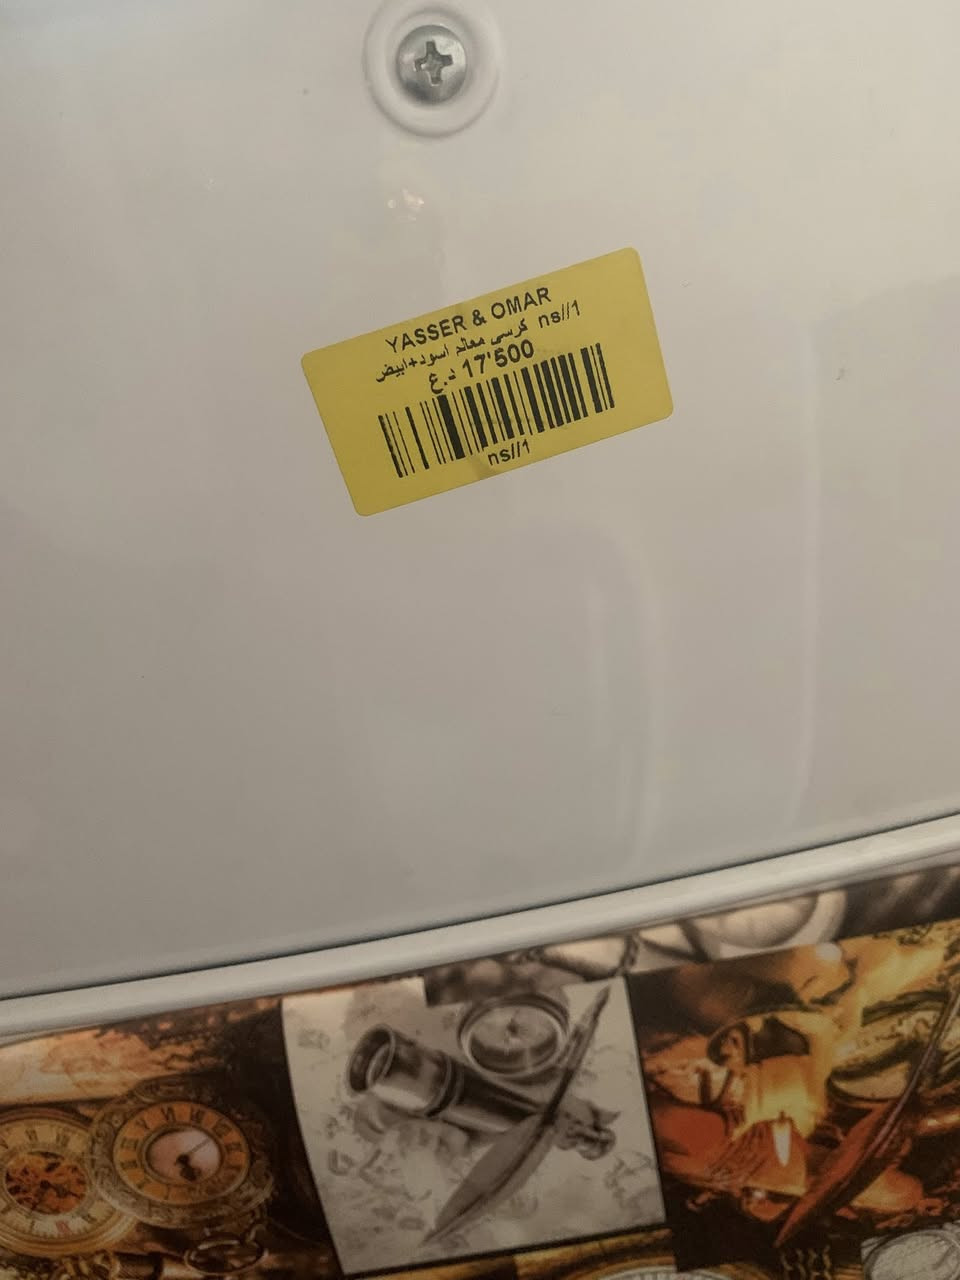 YASSER & OMAR
ns//1 كرسي معالم اسود+ابيض
17'500 د.ع
ns//1